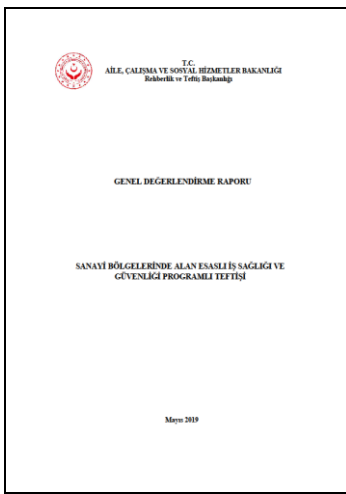 T.C.
AİLE, ÇALIŞMA VE SOSYAL HİZMETLER BAKANLIĞI
Rehberlik ve Teftiş Başkanlığı
GENEL DEĞERLENDİRME RAPORU
SANAYİ BÖLGELERİNDE ALAN ESASLI İŞ SAĞLIĞI VE
GÜVENLİĞİ PROGRAMLI TEFTİŞİ
Mayıs 2019